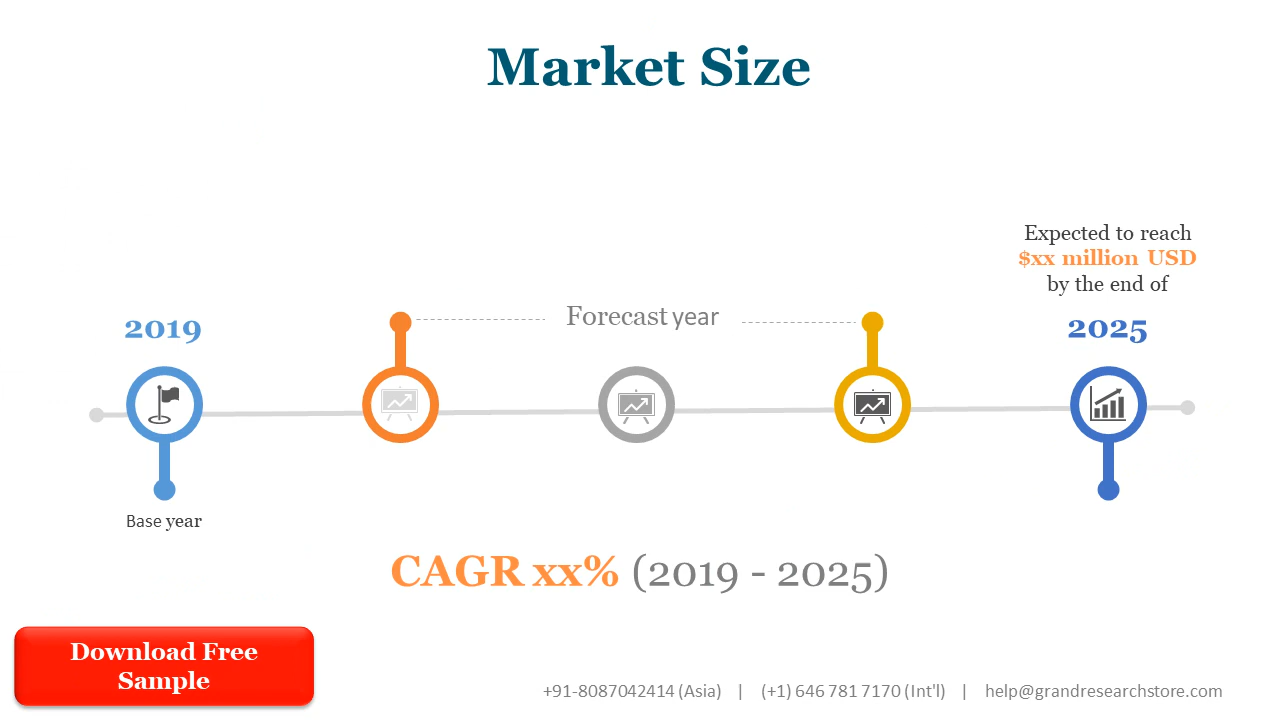 Market Size
Expected to reach
$xx million USD
by the end of
2019
Forecast year
2025
Base year
CAGR xx% (2019 - 2025)
Download Free
Sample
+91-8087042414 (Asia) | (+1) 646 781 7170 (Int'l) | help@grandresearchstore.com